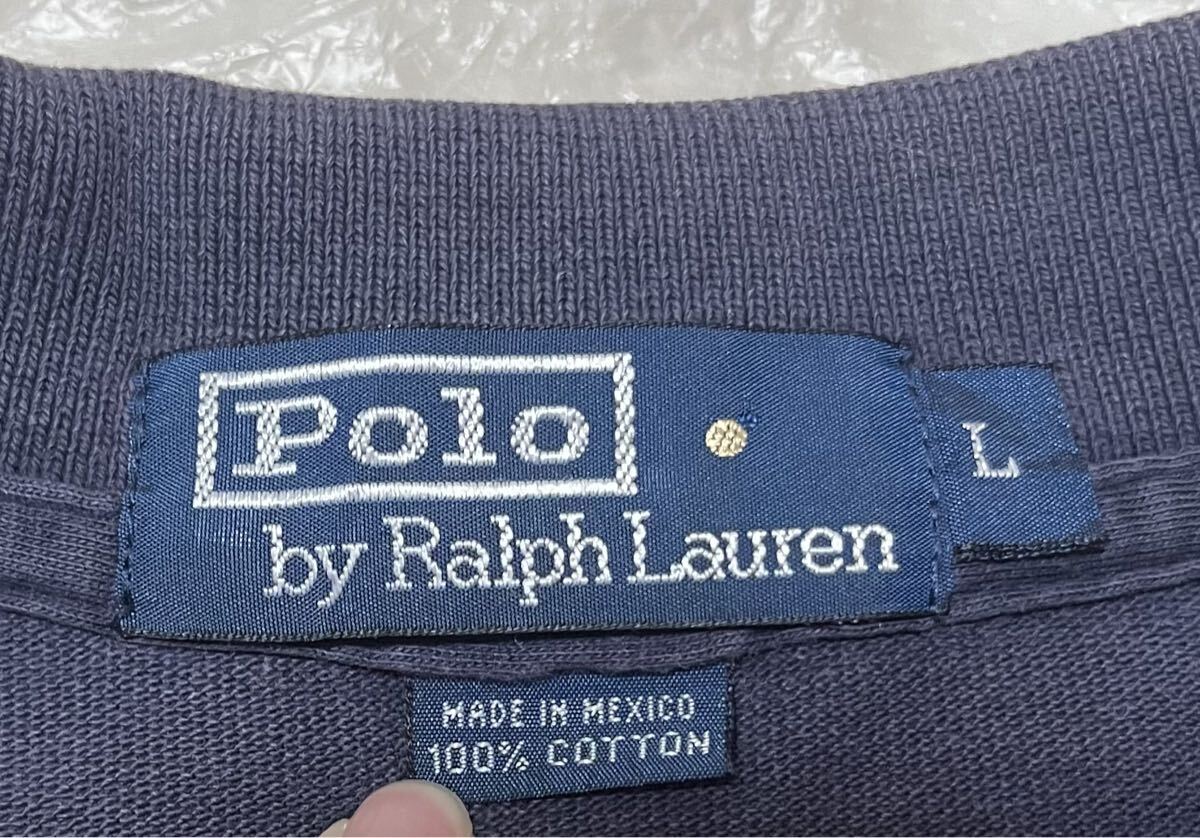 Polo
by Ralph Lauren
L
MADE IN MEXICO
100% COTTON